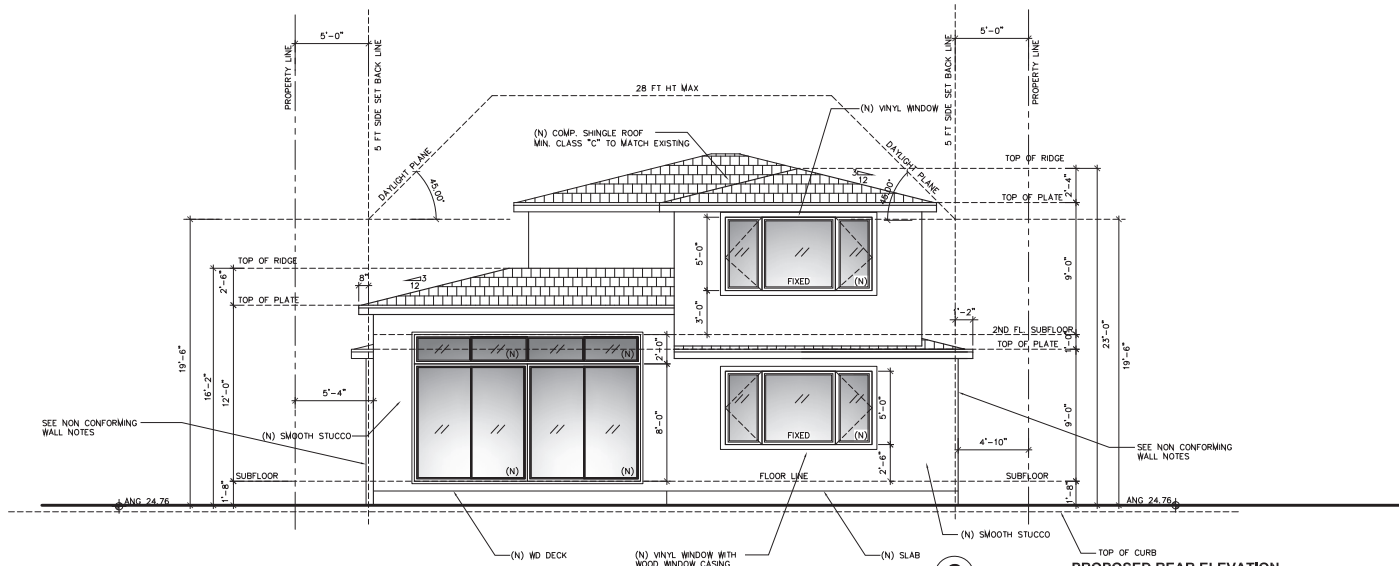 5'-0"
5'-0"
PROPERTY LINE
5 FT SIDE SET BACK LINE
5 FT SIDE SET BACK LINE
PROPERTY LINE
28 FT HT MAX
(N) VINYL WINDOW
(N) COMP. SHINGLE ROOF
MIN. CLASS "C" TO MATCH EXISTING
DAYLIGHT PLANE
45.00°
DAYLIGHT PLANE
45.00°
TOP OF RIDGE
12
2'-4"
TOP OF PLATE
TOP OF RIDGE
8"
3
12
2'-6"
TOP OF PLATE
5'-0"
FIXED
(N)
9'-0"
3'-0"
1'-2"
2ND FL. SUBFLOOR
1'-0"
TOP OF PLATE
23'-0"
19'-6"
19'-6"
16'-2"
12'-0"
5'-4"
(N)
(N)
2'-0"
8'-0"
5'-0"
FIXED
(N)
2'-6"
9'-0"
4'-10"
SEE NON CONFORMING
WALL NOTES
(N) SMOOTH STUCCO
SEE NON CONFORMING
WALL NOTES
(N)
(N)
SUBFLOOR
FLOOR LINE
SUBFLOOR
1'-8"
1'-8"
ANG 24.76
ANG 24.76
(N) SMOOTH STUCCO
(N) WD DECK
(N) VINYL WINDOW WITH
WOOD WINDOW CASING
(N) SLAB
TOP OF CURB
PROPOSED REAR ELEVATION